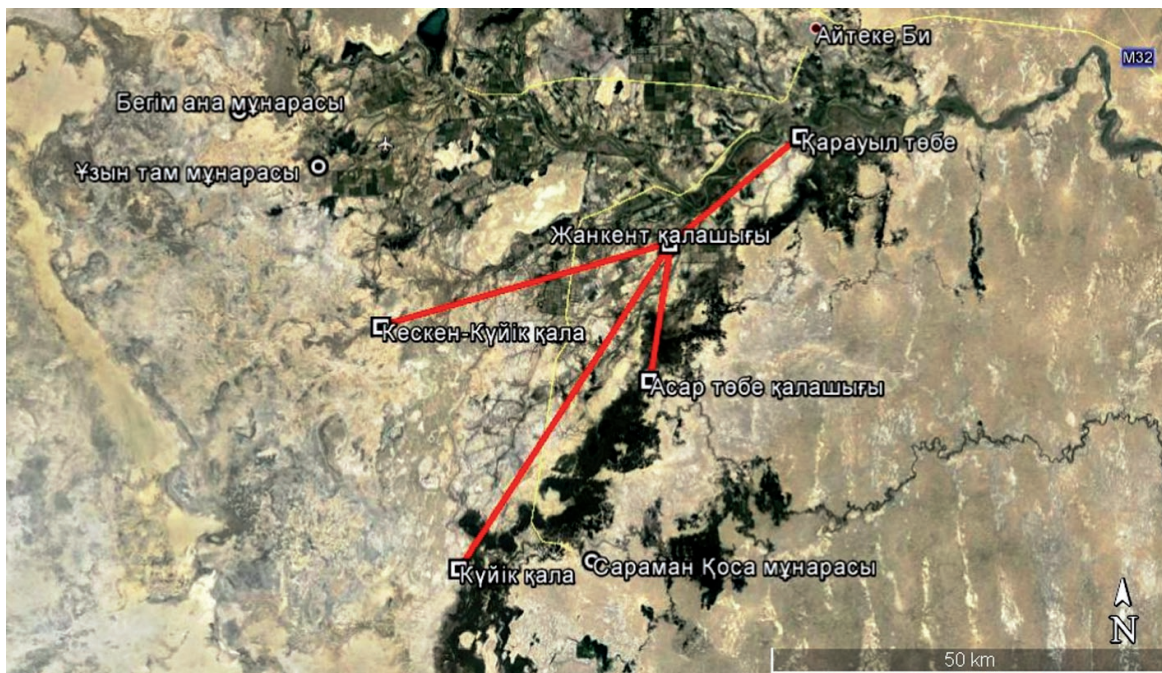 Айтеке Би
M32
Бегім ана мұнарасы
Қарауыл төбе
Ұзын там мұнарасы
Жанкент қалашығы
Кескен-Күйік қала
Асар төбе қалашығы
Күйік қала
Сараман Қоса мұнарасы
N
50 km